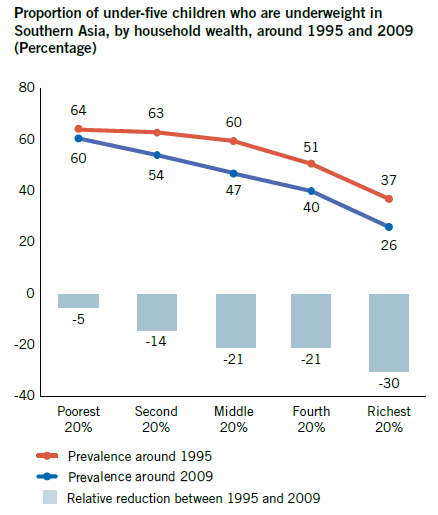 Proportion of under-five children who are underweight in
Southern Asia, by household wealth, around 1995 and 2009
(Percentage)
80
60
40
20
0
-20
-40
64
63
60
51
37
60
54
47
40
26
-5
-14
-21
-21
-30
Poorest
20%
Second
20%
Middle
20%
Fourth
20%
Richest
20%
Prevalence around 1995
Prevalence around 2009
Relative reduction between 1995 and 2009